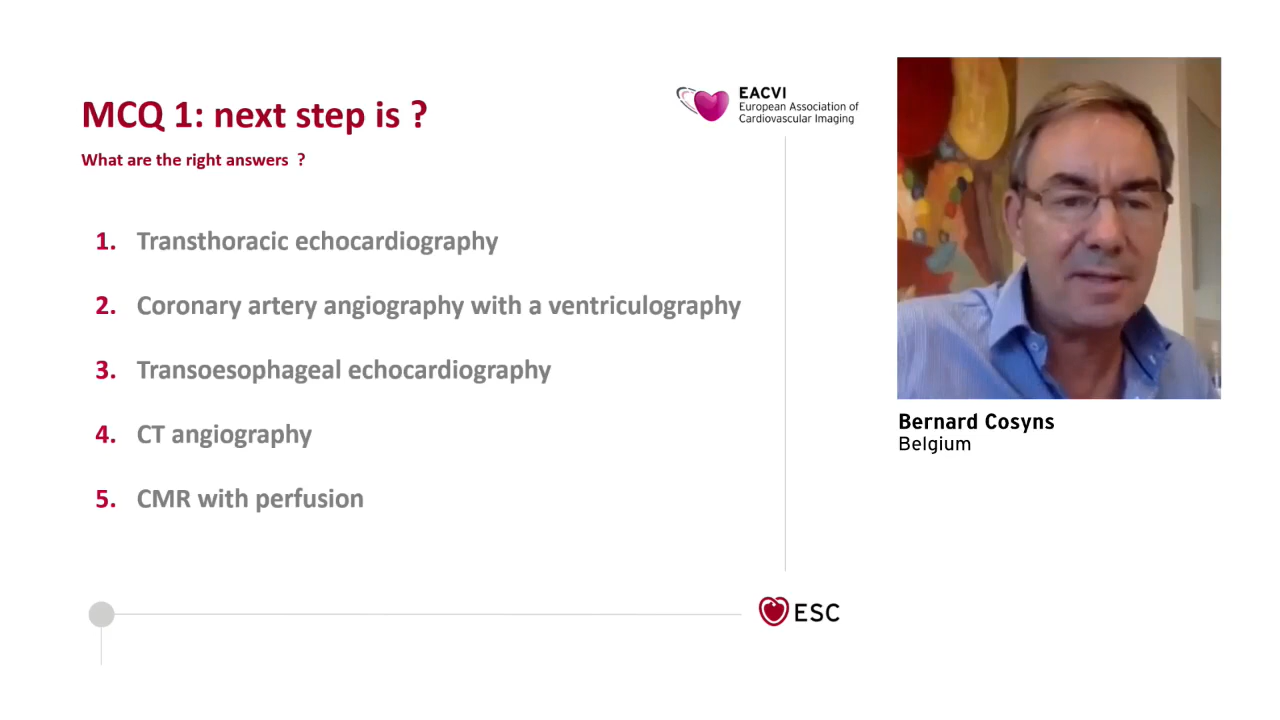 MCQ 1: next step is ?
What are the right answers ?
1. Transthoracic echocardiography
2. Coronary artery angiography with a ventriculography
3. Transoesophageal echocardiography
4. CT angiography
5. CMR with perfusion
EACVI
European Association of
Cardiovascular Imaging
ESC
Bernard Cosyns
Belgium